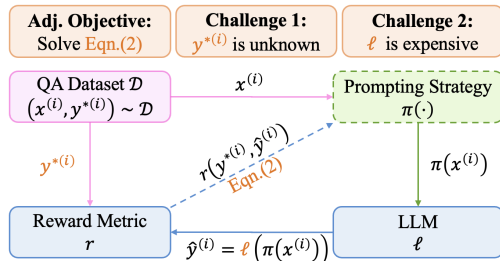 Adj. Objective:
Solve Eqn.(2)
Challenge 1:
y*(i) is unknown
Challenge 2:
ℓ is expensive
QA Dataset 𝒟
(x(i), y*(i)) ~ 𝒟
x(i)
Prompting Strategy
π(·)
y*(i)
r(y*(i), ŷ(i))
Eqn.(2)
π(x(i))
Reward Metric
r
ŷ(i) = ℓ(π(x(i)))
LLM
ℓ